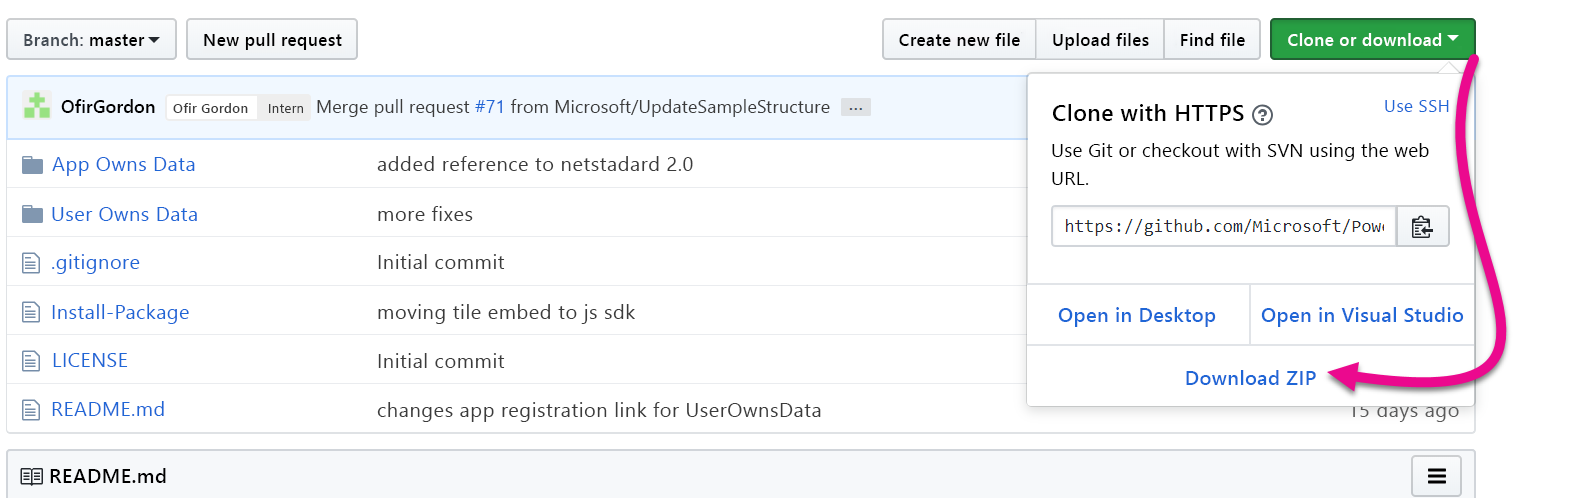 Branch: master
New pull request
Create new file
Upload files
Find file
Clone or download
OfirGordon Ofir Gordon Intern Merge pull request #71 from Microsoft/UpdateSampleStructure ...
App Owns Data added reference to netstadard 2.0
User Owns Data more fixes
.gitignore Initial commit
Install-Package moving tile embed to js sdk
LICENSE Initial commit
README.md changes app registration link for UserOwnsData 15 days ago
Clone with HTTPS ?
Use SSH
Use Git or checkout with SVN using the web
URL.
https://github.com/Microsoft/Pow
Open in Desktop
Open in Visual Studio
Download ZIP
README.md